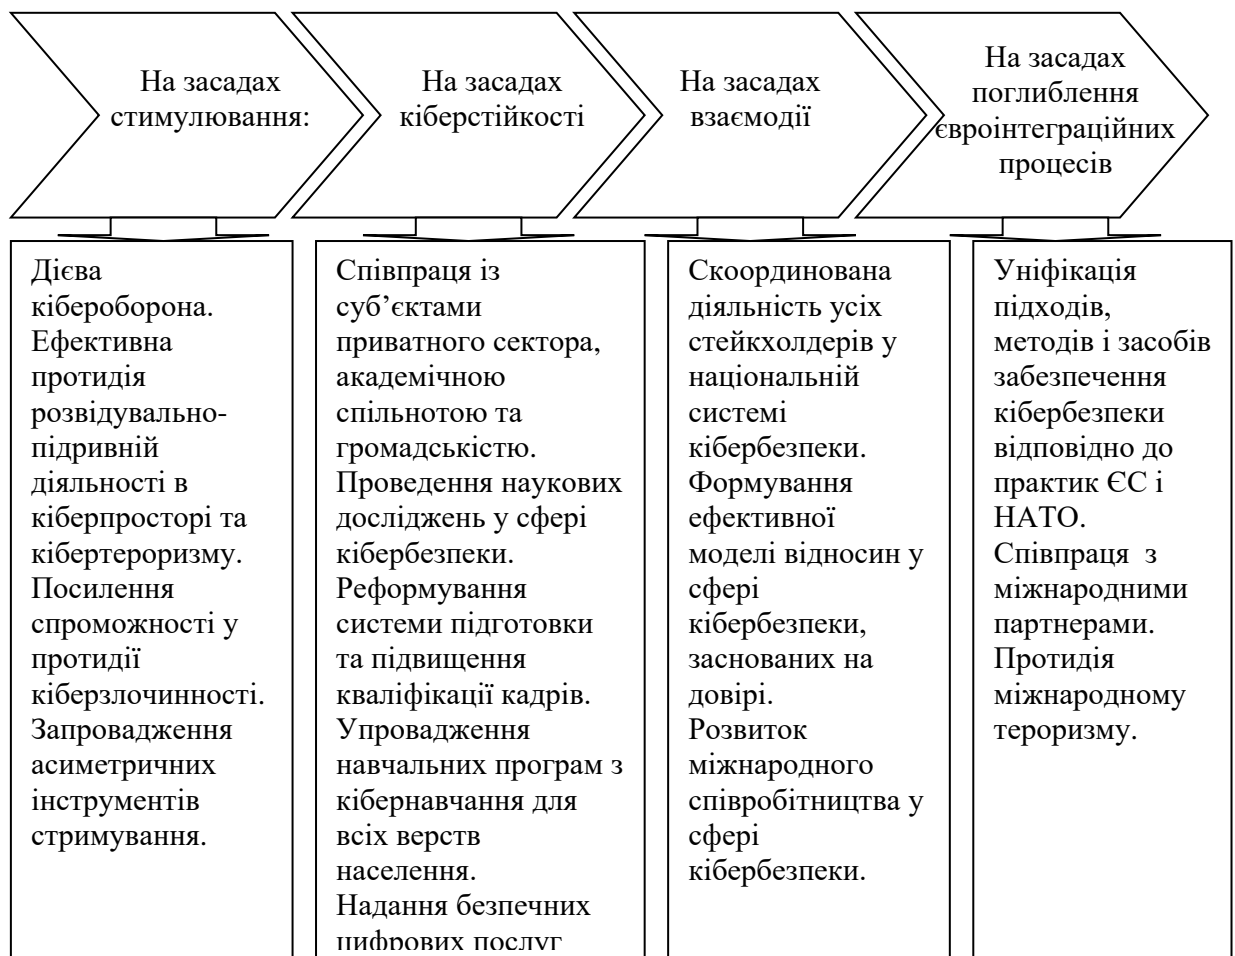 На засадах
стимулювання:
На засадах
кіберстійкості
На засадах
взаємодії
На засадах
поглиблення
євроінтеграційних
процесів
Дієва
кібероборона.
Ефективна
протидія
розвідувально-
підривній
діяльності в
кіберпросторі та
кібертероризму.
Посилення
спроможності у
протидії
кіберзлочинності.
Запровадження
асиметричних
інструментів
стримування.
Співпраця із
суб’єктами
приватного сектора,
академічною
спільнотою та
громадськістю.
Проведення наукових
досліджень у сфері
кібербезпеки.
Реформування
системи підготовки
та підвищення
кваліфікації кадрів.
Упровадження
навчальних програм з
кібернавчання для
всіх верств
населення.
Надання безпечних
цифрових послуг
Скоординована
діяльність усіх
стейкхолдерів у
національній
системі
кібербезпеки.
Формування
ефективної
моделі відносин у
сфері
кібербезпеки,
заснованих на
довірі.
Розвиток
міжнародного
співробітництва у
сфері
кібербезпеки.
Уніфікація
підходів,
методів і засобів
забезпечення
кібербезпеки
відповідно до
практик ЄС і
НАТО.
Співпраця з
міжнародними
партнерами.
Протидія
міжнародному
тероризму.